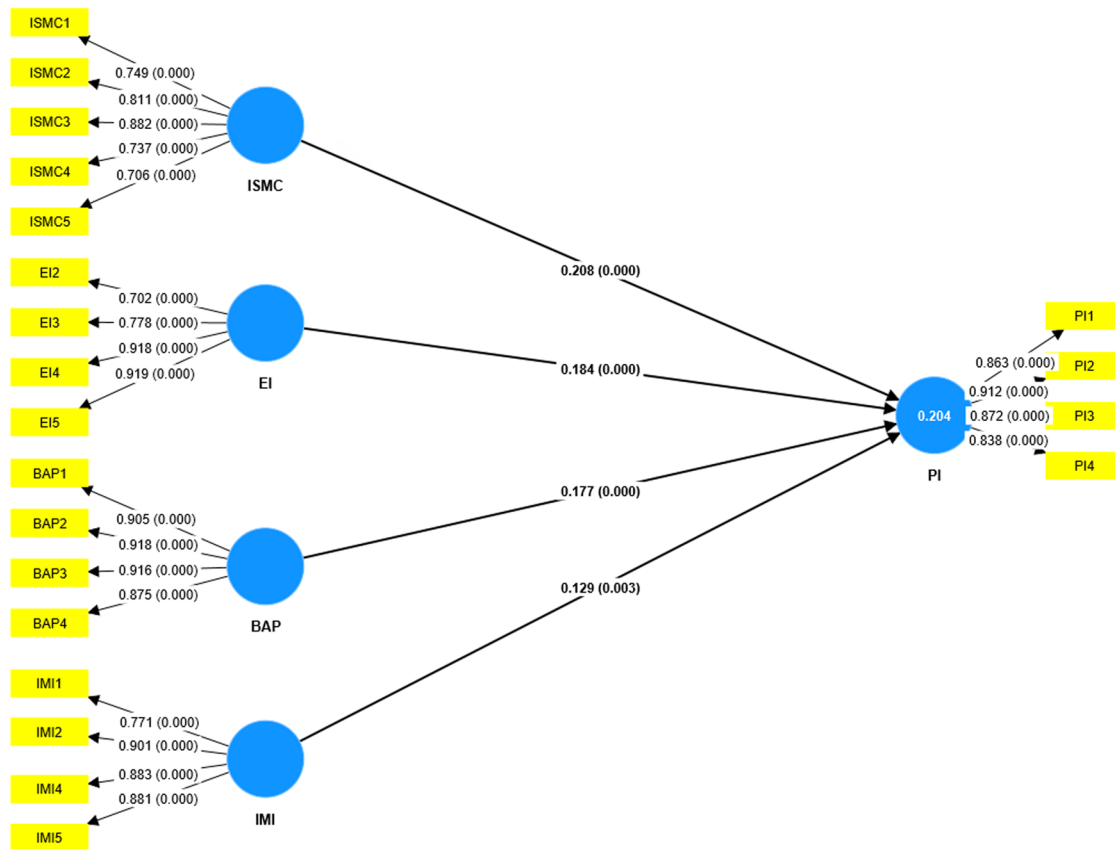 ISMC1
ISMC2
ISMC3
ISMC4
ISMC5
0.749 (0.000)
0.811 (0.000)
0.882 (0.000)
0.737 (0.000)
0.706 (0.000)
ISMC
0.208 (0.000)
EI2
EI3
EI4
EI5
0.702 (0.000)
0.778 (0.000)
0.918 (0.000)
0.919 (0.000)
EI
0.184 (0.000)
BAP1
BAP2
BAP3
BAP4
0.905 (0.000)
0.918 (0.000)
0.916 (0.000)
0.875 (0.000)
BAP
0.177 (0.000)
IMI1
IMI2
IMI4
IMI5
0.771 (0.000)
0.901 (0.000)
0.883 (0.000)
0.881 (0.000)
IMI
0.129 (0.003)
0.204
PI
0.863 (0.000)
0.912 (0.000)
0.872 (0.000)
0.838 (0.000)
PI1
PI2
PI3
PI4